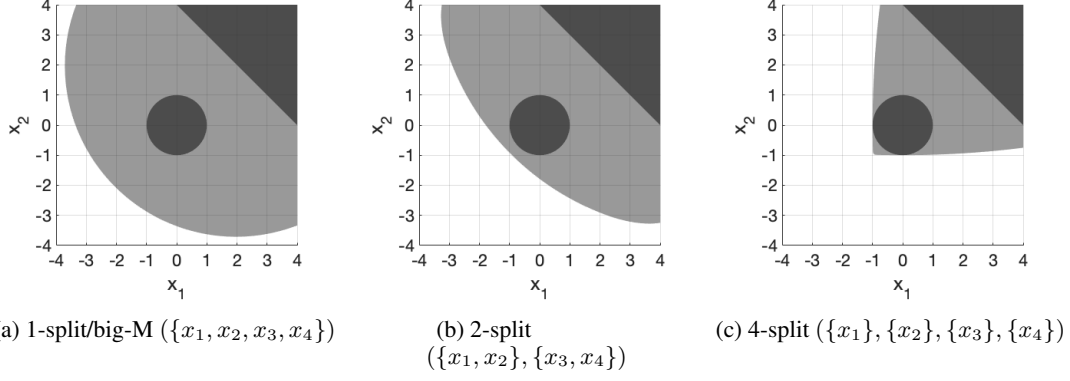 4
3
2
1
0
-1
-2
-3
-4
x2
-4 -3 -2 -1 0 1 2 3 4
x1
4
3
2
1
0
-1
-2
-3
-4
x2
-4 -3 -2 -1 0 1 2 3 4
x1
4
3
2
1
0
-1
-2
-3
-4
x2
-4 -3 -2 -1 0 1 2 3 4
x1
a) 1-split/big-M ({x1, x2, x3, x4})
(b) 2-split
({x1, x2}, {x3, x4})
(c) 4-split ({x1}, {x2}, {x3}, {x4})